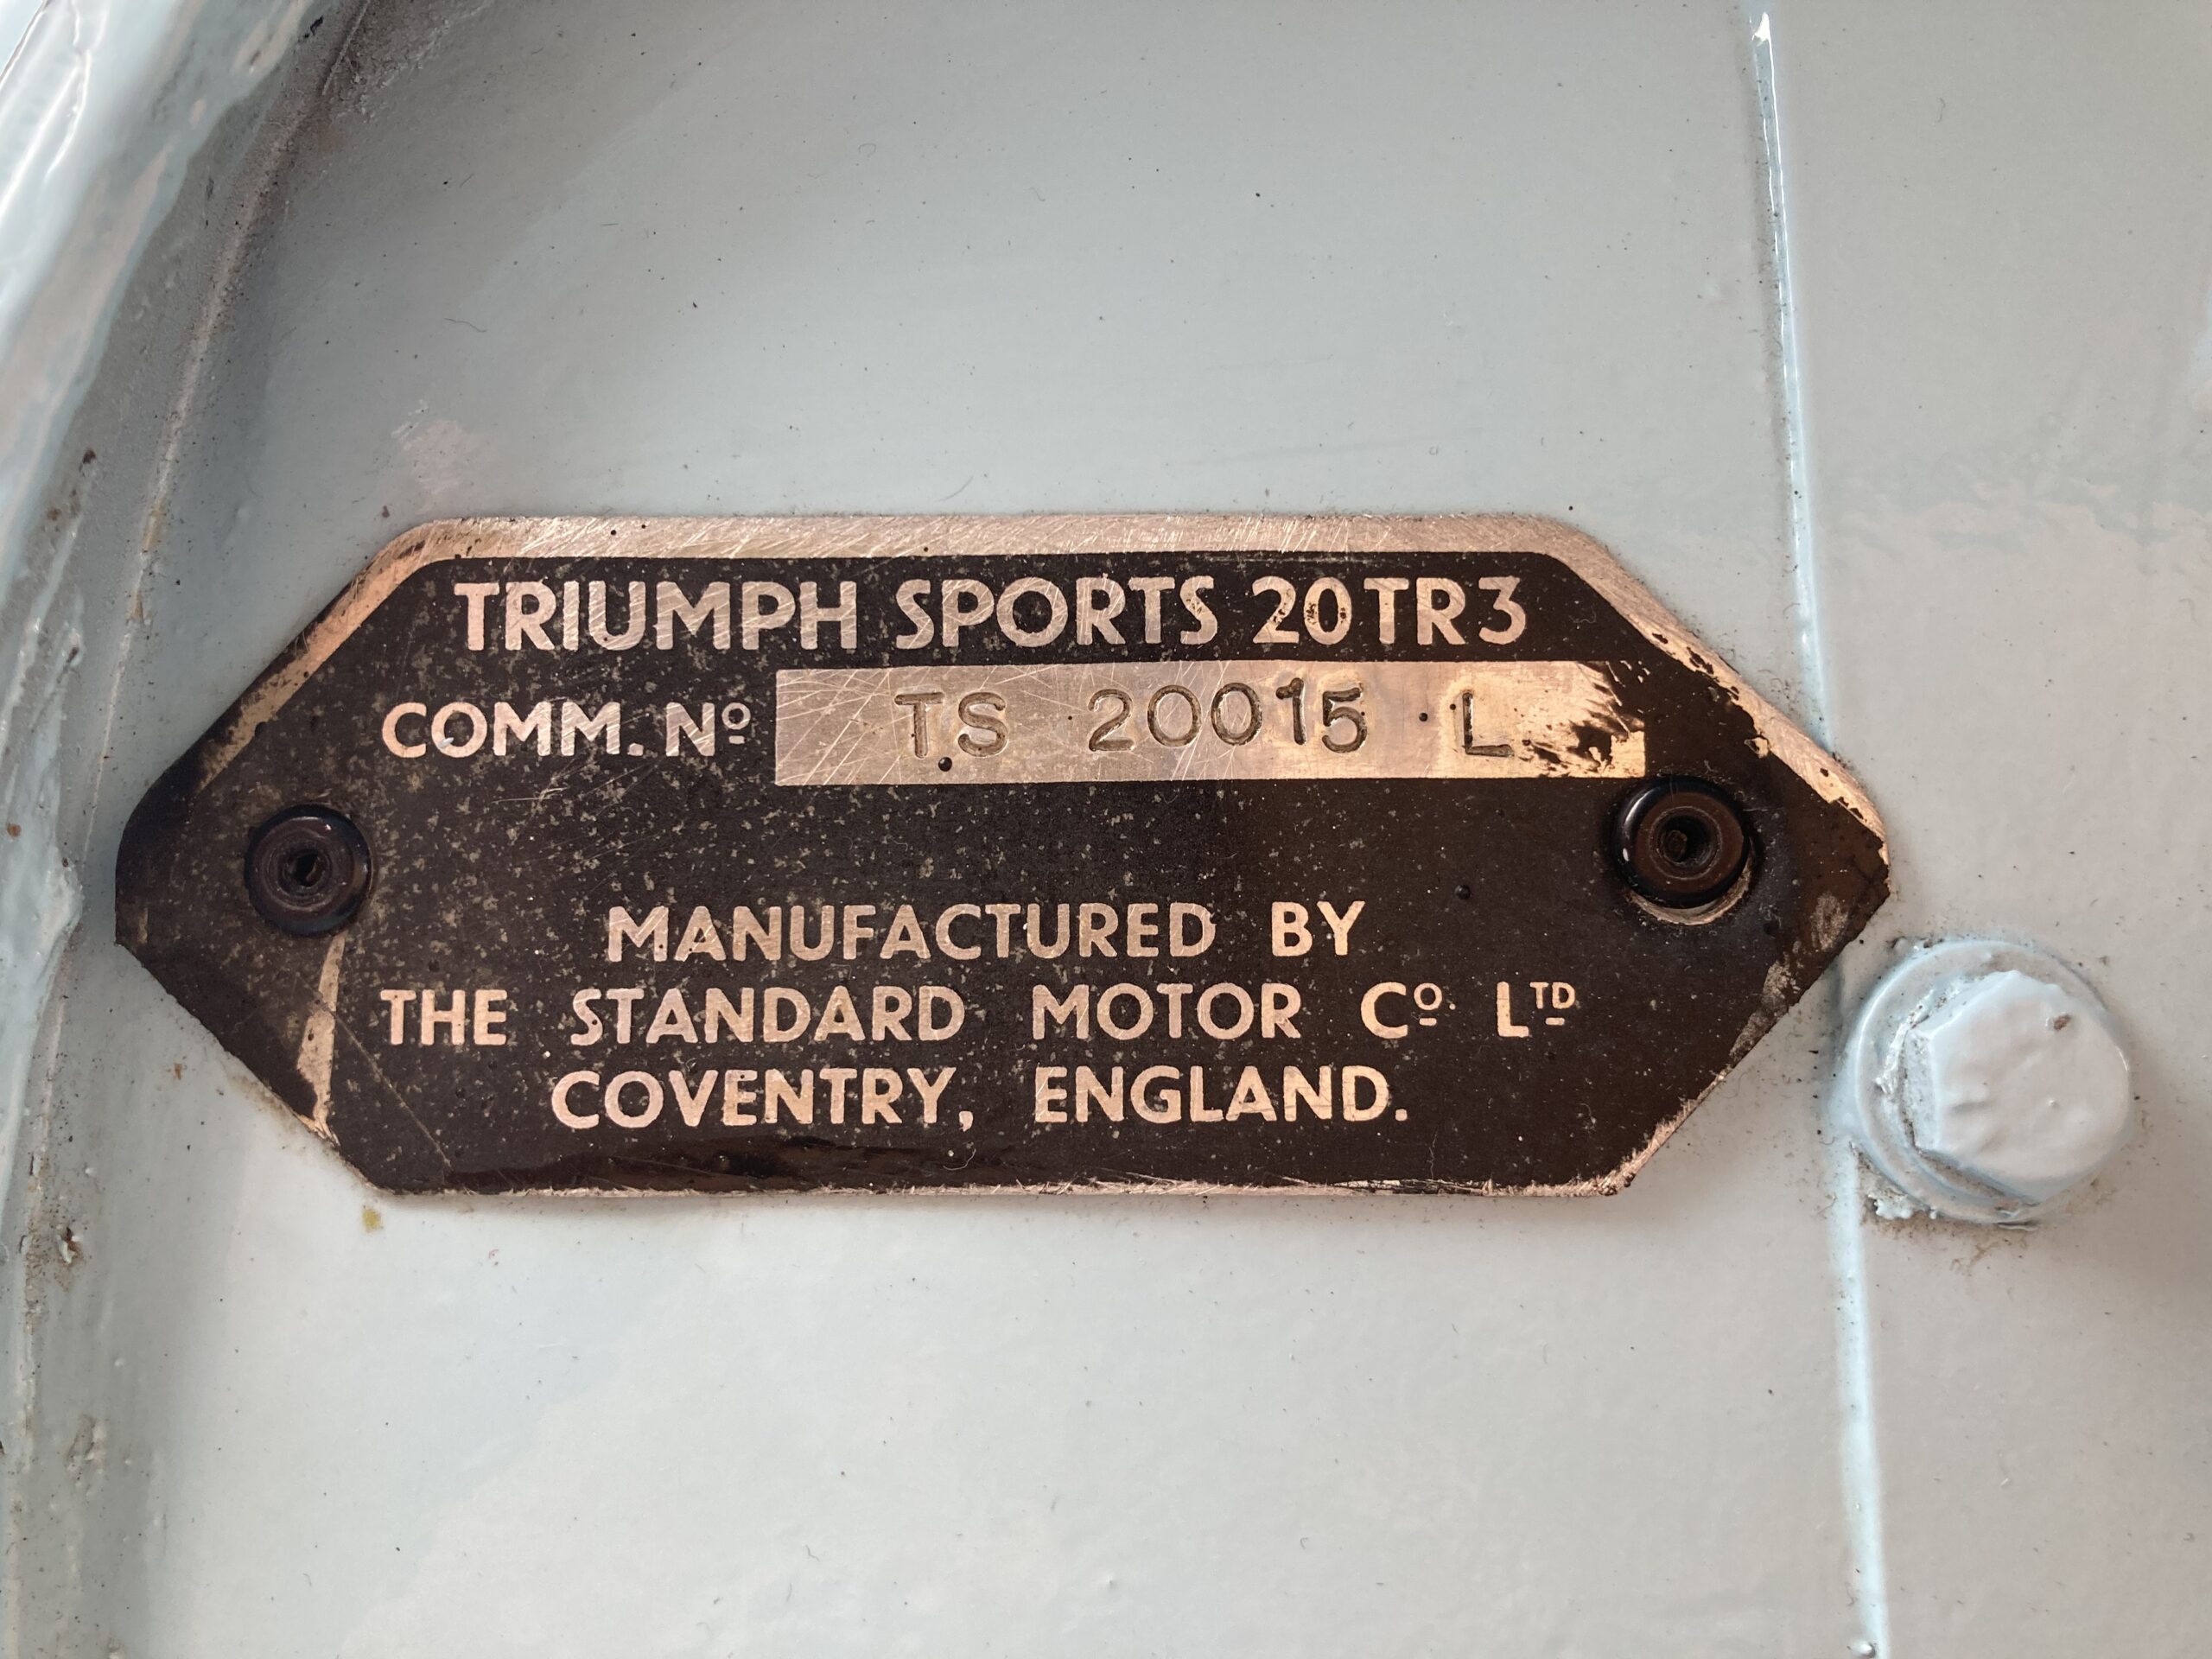 TRIUMPH SPORTS 20TR3
COMM. Nº TS 20015 L
MANUFACTURED BY
THE STANDARD MOTOR Cº. LTD
COVENTRY, ENGLAND.